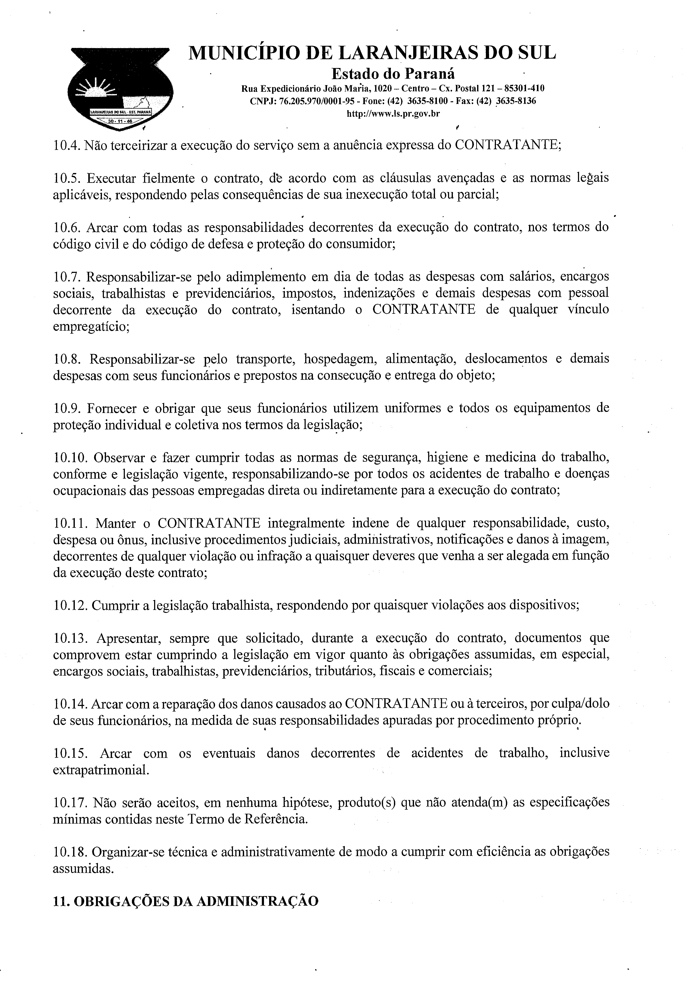 MUNICÍPIO DE LARANJEIRAS DO SUL
Estado do Paraná
Rua Expedicionário João Maria, 1020 – Centro – Cx. Postal 121 – 85301-410
CNPJ: 76.205.970/0001-95 - Fone: (42) 3635-8100 - Fax: (42) 3635-8136
http://www.ls.pr.gov.br
LARANJEIRAS DO SUL - EST. PARANÁ
30 - 11 - 46
10.4. Não terceirizar a execução do serviço sem a anuência expressa do CONTRATANTE;
10.5. Executar fielmente o contrato, de acordo com as cláusulas avençadas e as normas legais
aplicáveis, respondendo pelas consequências de sua inexecução total ou parcial;
10.6. Arcar com todas as responsabilidades decorrentes da execução do contrato, nos termos do
código civil e do código de defesa e proteção do consumidor;
10.7. Responsabilizar-se pelo adimplemento em dia de todas as despesas com salários, encargos
sociais, trabalhistas e previdenciários, impostos, indenizações e demais despesas com pessoal
decorrente da execução do contrato, isentando o CONTRATANTE de qualquer vínculo
empregatício;
10.8. Responsabilizar-se pelo transporte, hospedagem, alimentação, deslocamentos e demais
despesas com seus funcionários e prepostos na consecução e entrega do objeto;
10.9. Fornecer e obrigar que seus funcionários utilizem uniformes e todos os equipamentos de
proteção individual e coletiva nos termos da legislação;
10.10. Observar e fazer cumprir todas as normas de segurança, higiene e medicina do trabalho,
conforme e legislação vigente, responsabilizando-se por todos os acidentes de trabalho e doenças
ocupacionais das pessoas empregadas direta ou indiretamente para a execução do contrato;
10.11. Manter o CONTRATANTE integralmente indene de qualquer responsabilidade, custo,
despesa ou ônus, inclusive procedimentos judiciais, administrativos, notificações e danos à imagem,
decorrentes de qualquer violação ou infração a quaisquer deveres que venha a ser alegada em função
da execução deste contrato;
10.12. Cumprir a legislação trabalhista, respondendo por quaisquer violações aos dispositivos;
10.13. Apresentar, sempre que solicitado, durante a execução do contrato, documentos que
comprovem estar cumprindo a legislação em vigor quanto às obrigações assumidas, em especial,
encargos sociais, trabalhistas, previdenciários, tributários, fiscais e comerciais;
10.14. Arcar com a reparação dos danos causados ao CONTRATANTE ou à terceiros, por culpa/dolo
de seus funcionários, na medida de suas responsabilidades apuradas por procedimento próprio.
10.15. Arcar com os eventuais danos decorrentes de acidentes de trabalho, inclusive
extrapatrimonial.
10.17. Não serão aceitos, em nenhuma hipótese, produto(s) que não atenda(m) as especificações
mínimas contidas neste Termo de Referência.
10.18. Organizar-se técnica e administrativamente de modo a cumprir com eficiência as obrigações
assumidas.
11. OBRIGAÇÕES DA ADMINISTRAÇÃO